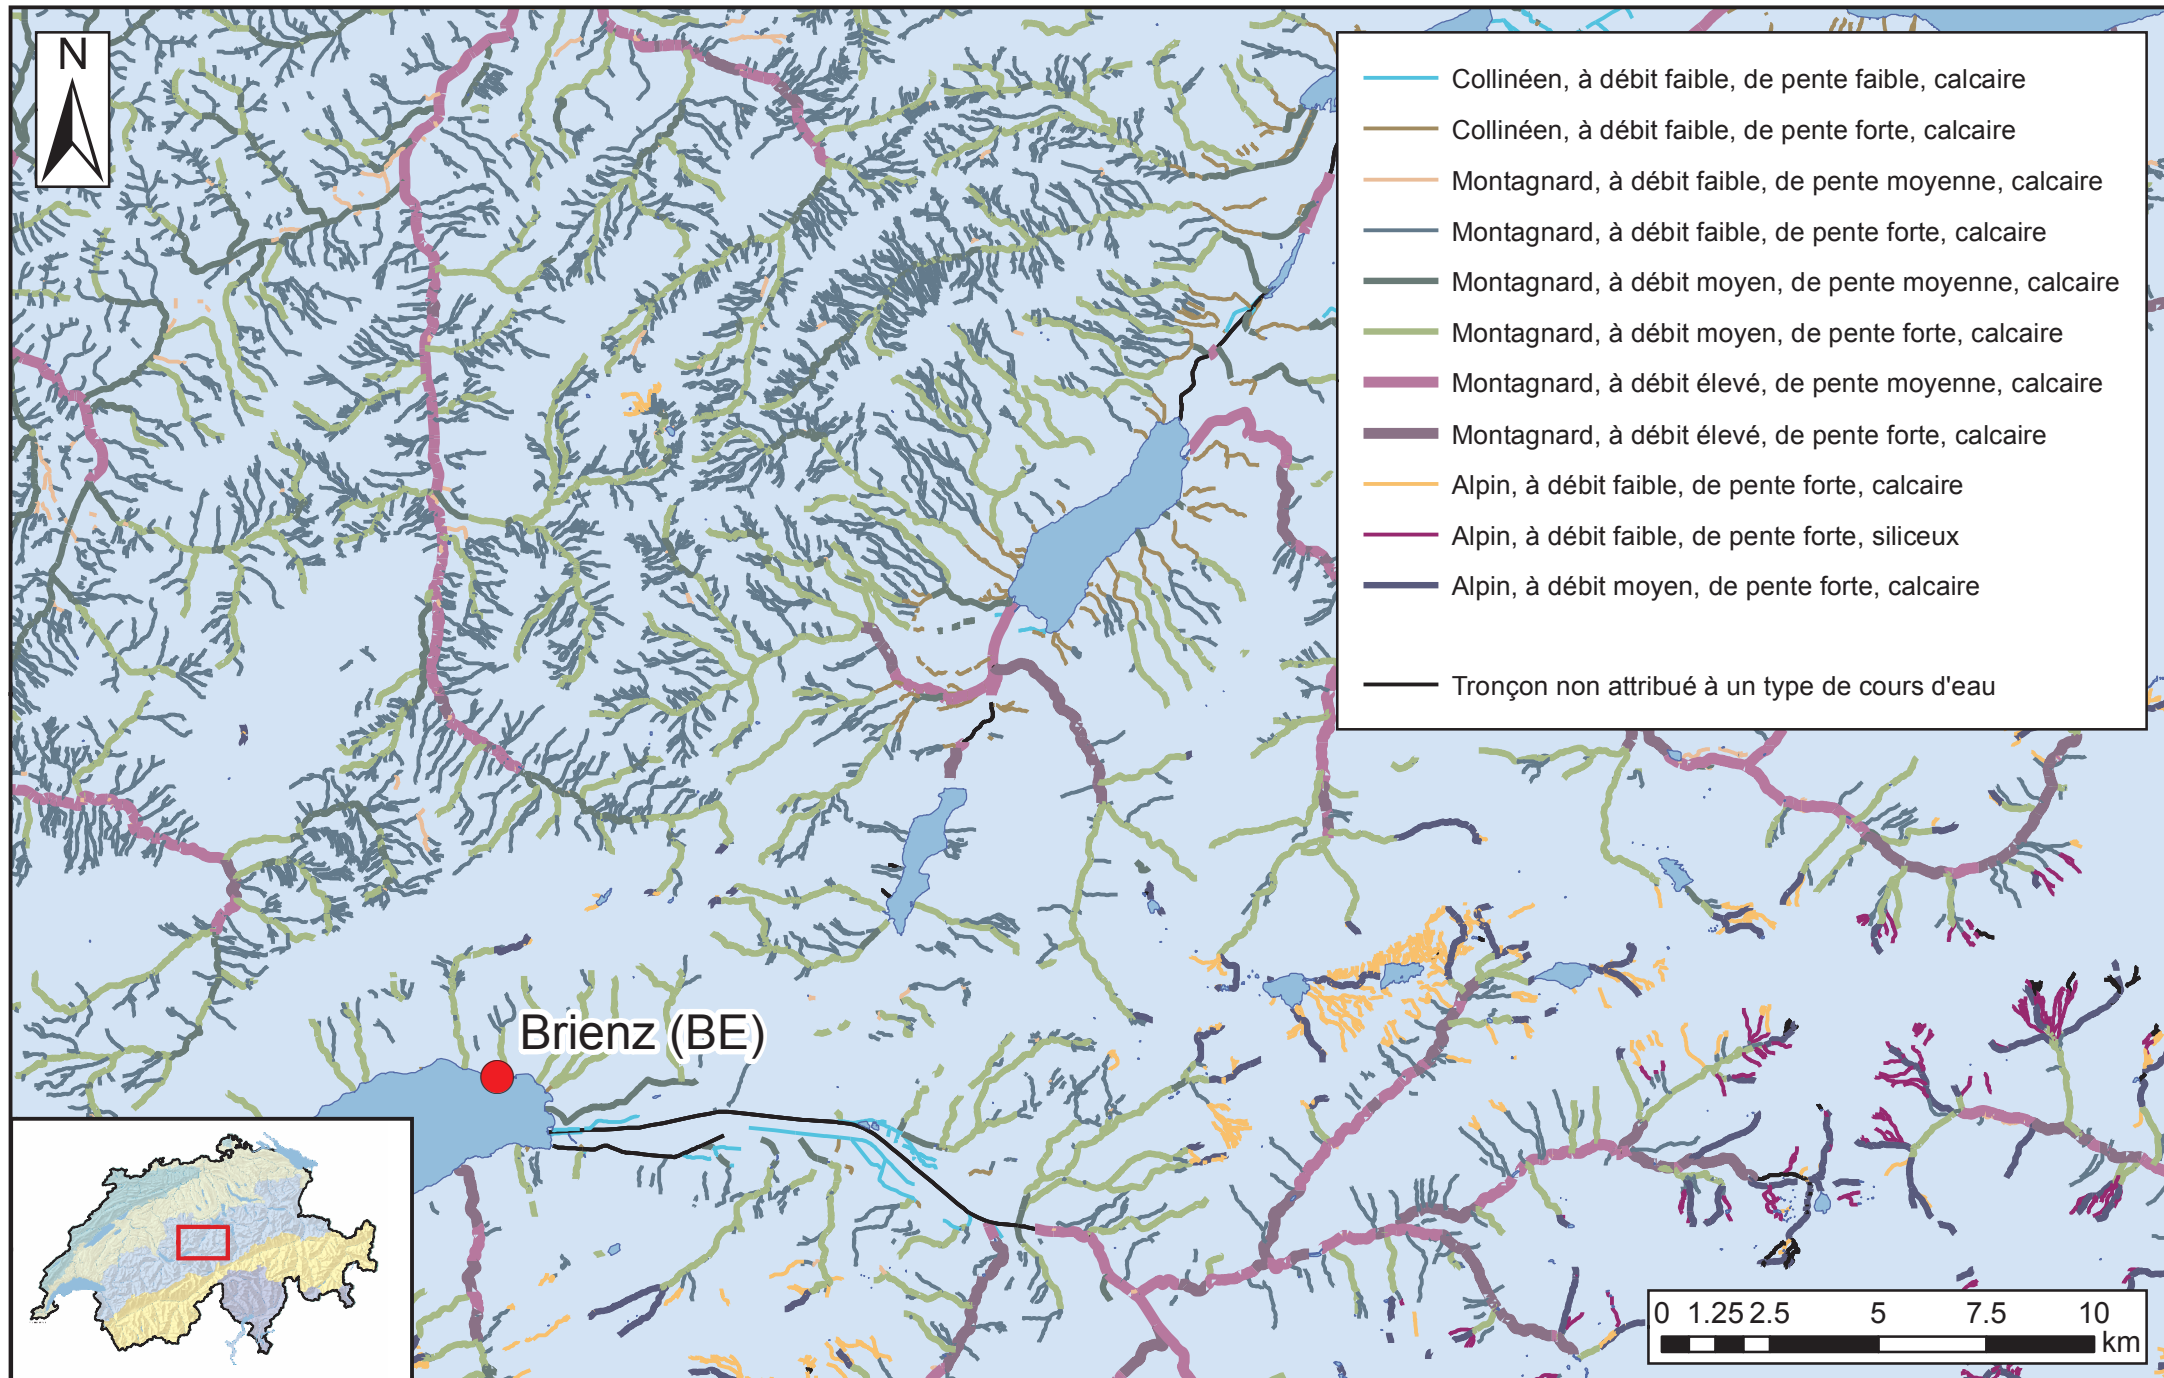 N
Collinéen, à débit faible, de pente faible, calcaire
Collinéen, à débit faible, de pente forte, calcaire
Montagnard, à débit faible, de pente moyenne, calcaire
Montagnard, à débit faible, de pente forte, calcaire
Montagnard, à débit moyen, de pente moyenne, calcaire
Montagnard, à débit moyen, de pente forte, calcaire
Montagnard, à débit élevé, de pente moyenne, calcaire
Montagnard, à débit élevé, de pente forte, calcaire
Alpin, à débit faible, de pente forte, calcaire
Alpin, à débit faible, de pente forte, siliceux
Alpin, à débit moyen, de pente forte, calcaire
Tronçon non attribué à un type de cours d'eau
Brienz (BE)
0 1.25 2.5 5 7.5 10
km